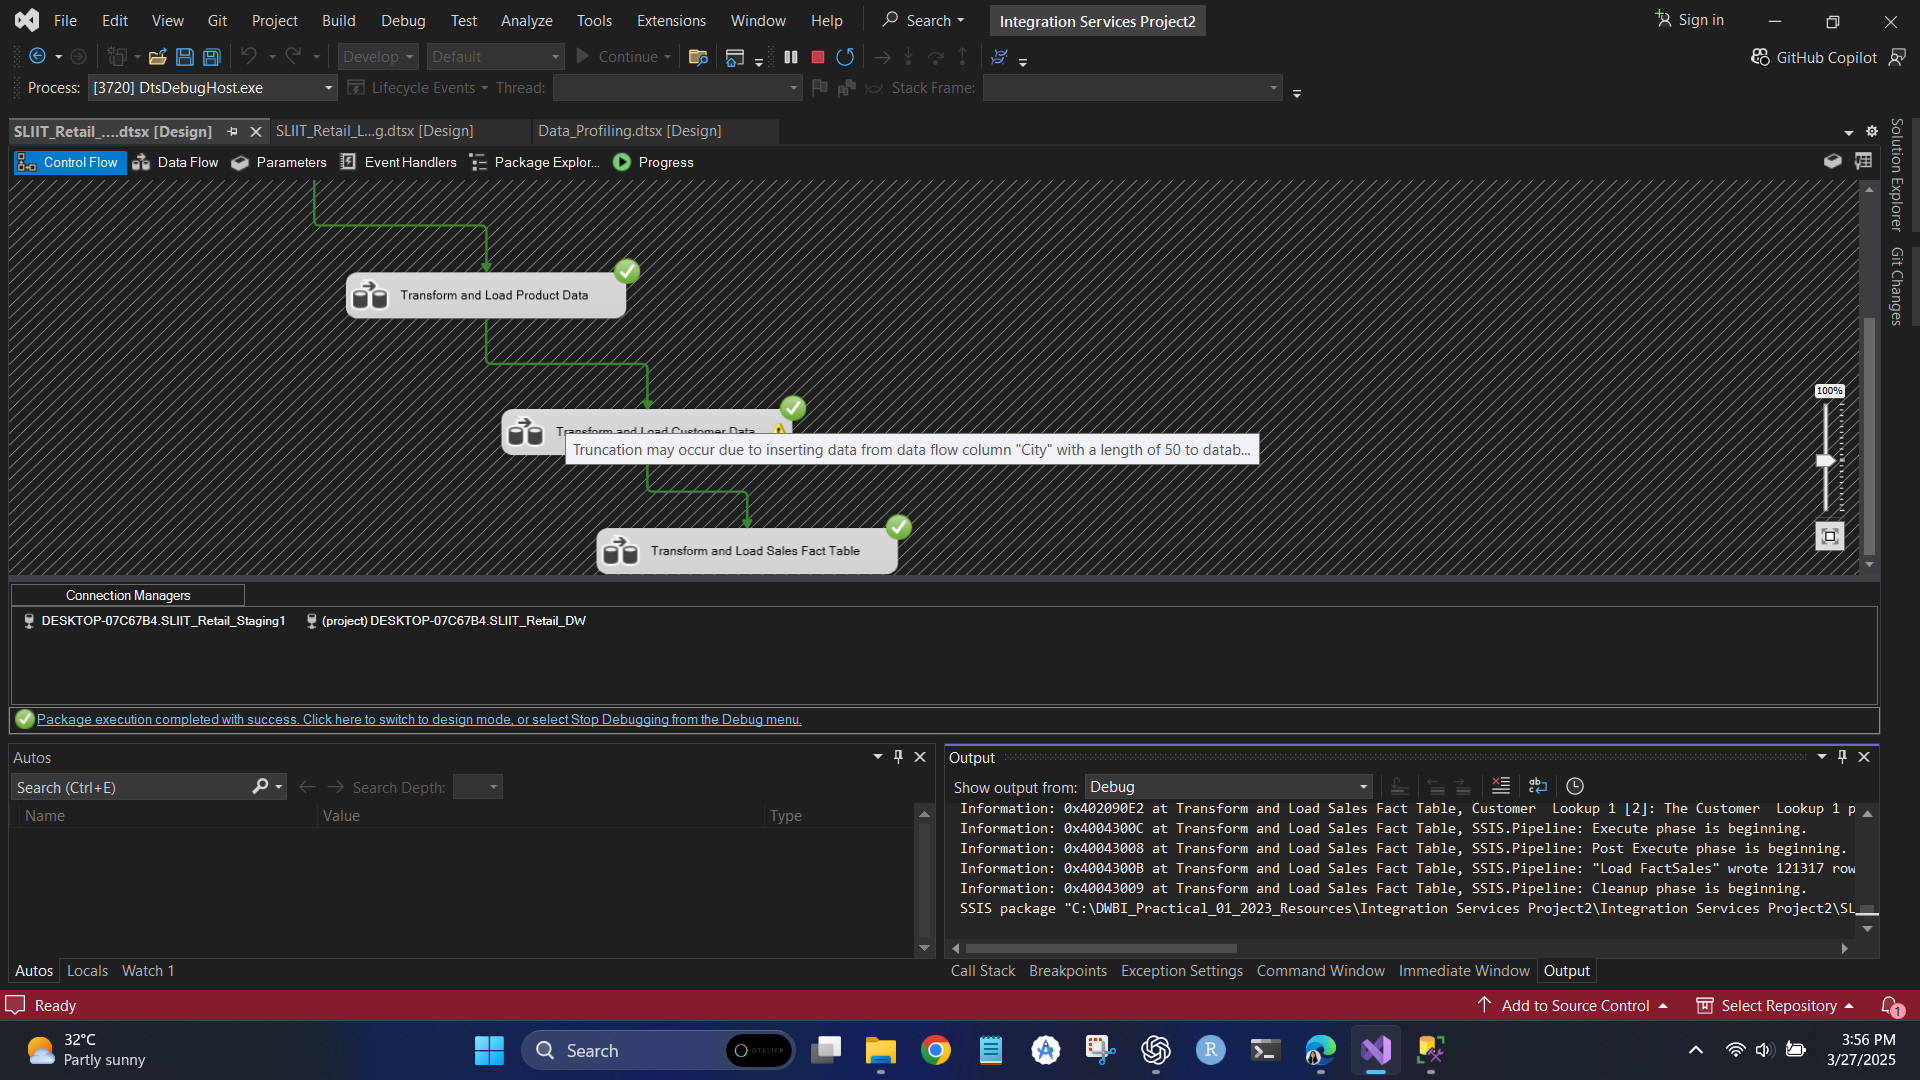 File Edit View Git Project Build Debug Test Analyze Tools Extensions Window Help Search Integration Services Project2 Sign in
Develop Default Continue GitHub Copilot
Process: [3720] DtsDebugHost.exe Lifecycle Events Thread: Stack Frame:
SLIIT_Retail_....dtsx [Design] SLIIT_Retail_L...g.dtsx [Design] Data_Profiling.dtsx [Design]
Control Flow Data Flow Parameters Event Handlers Package Explor... Progress
Solution Explorer
Git Changes
Transform and Load Product Data
100%
Transform and Load Customer Data
Truncation may occur due to inserting data from data flow column "City" with a length of 50 to datab...
Transform and Load Sales Fact Table
Connection Managers
DESKTOP-07C67B4.SLIIT_Retail_Staging1 (project) DESKTOP-07C67B4.SLIIT_Retail_DW
Package execution completed with success. Click here to switch to design mode, or select Stop Debugging from the Debug menu.
Autos
Search (Ctrl+E) Search Depth:
Name Value Type
Autos Locals Watch 1
Output
Show output from: Debug
Information: 0x402090E2 at Transform and Load Sales Fact Table, Customer  Lookup 1 [2]: The Customer  Lookup 1 p
Information: 0x4004300C at Transform and Load Sales Fact Table, SSIS.Pipeline: Execute phase is beginning.
Information: 0x40043008 at Transform and Load Sales Fact Table, SSIS.Pipeline: Post Execute phase is beginning.
Information: 0x4004300B at Transform and Load Sales Fact Table, SSIS.Pipeline: "Load FactSales" wrote 121317 row
Information: 0x40043009 at Transform and Load Sales Fact Table, SSIS.Pipeline: Cleanup phase is beginning.
SSIS package "C:\DWBI_Practical_01_2023_Resources\Integration Services Project2\Integration Services Project2\SL
Call Stack Breakpoints Exception Settings Command Window Immediate Window Output
Ready Add to Source Control Select Repository 1
32°C
Partly sunny
Search OTELIER
R
3:56 PM
3/27/2025